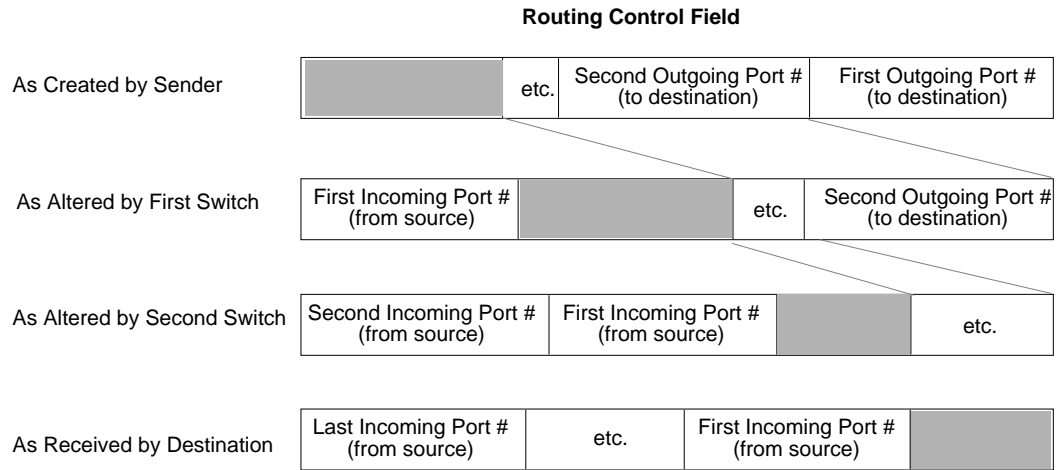 Routing Control Field
As Created by Sender
etc.
Second Outgoing Port #
(to destination)
First Outgoing Port #
(to destination)
As Altered by First Switch
First Incoming Port #
(from source)
etc.
Second Outgoing Port #
(to destination)
As Altered by Second Switch
Second Incoming Port #
(from source)
First Incoming Port #
(from source)
etc.
As Received by Destination
Last Incoming Port #
(from source)
etc.
First Incoming Port #
(from source)